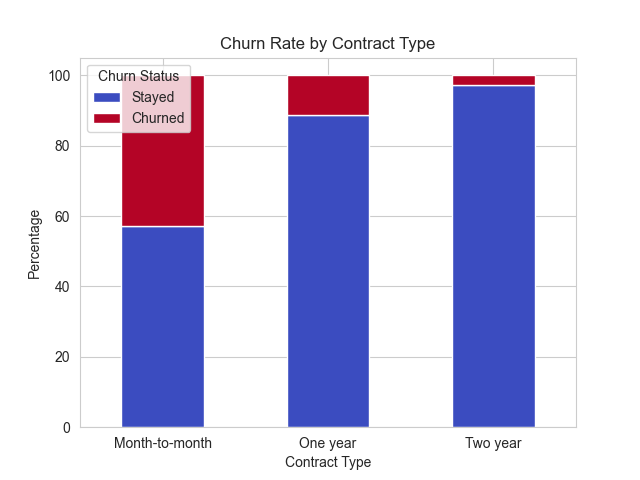 Churn Rate by Contract Type
Churn Status
Stayed
Churned
100
80
60
40
20
0
Percentage
Month-to-month
One year
Two year
Contract Type